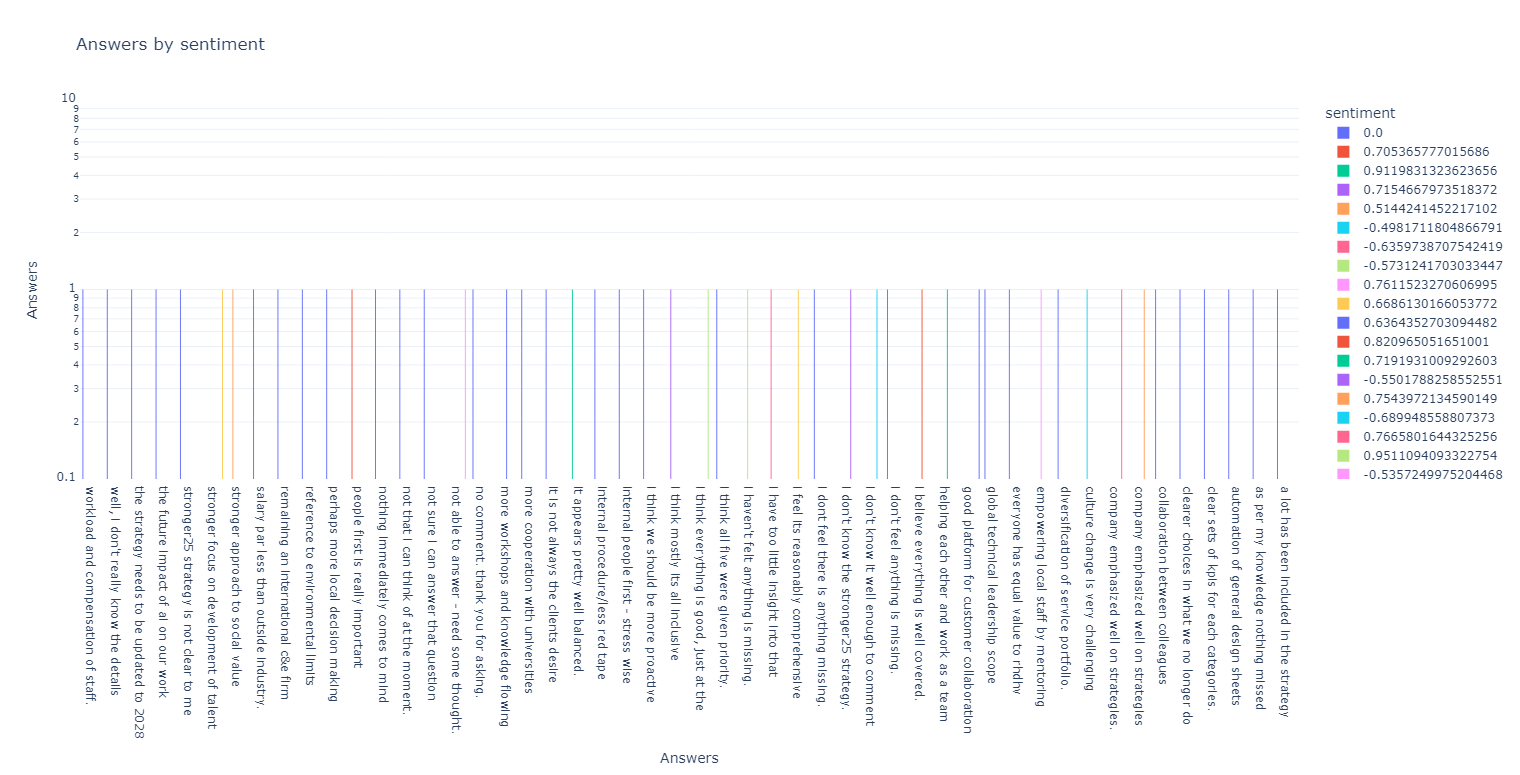 Answers by sentiment
10
9
8
7
6
5
4
3
2
1
9
8
7
6
5
4
3
2
0.1
Answers
workload and compensation of staff.
well, i don't really know the details
the strategy needs to be updated to 2028
the future impact of ai on our work
stronger25 strategy is not clear to me
stronger focus on development of talent
stronger approach to social value
salary par less than outside industry.
remaining an international c&e firm
reference to environmental limits
perhaps more local decision making
people first is really important
nothing immediately comes to mind
not that i can think of at the moment.
not sure i can answer that question
not able to answer - need some thought.
no comment. thank you for asking.
more workshops and knowledge flowing
more cooperation with universities
it is not always the clients desire
it appears pretty well balanced.
internal procedure/less red tape
internal people first - stress wise
i think we should be more proactive
i think mostly its all inclusive
i think everything is good, just at the
i think all five were given priority.
i haven't felt anything is missing.
i have too little insight into that
i feel its reasonably comprehensive
i dont feel there is anything missing.
i don't know the stronger25 strategy.
i don't know it well enough to comment
i don't feel anything is missing.
i believe everything is well covered.
helping each other and work as a team
good platform for customer collaboration
global technical leadership scope
everyone has equal value to rhdhv
empowering local staff by mentoring
diversification of service portfolio.
culture change is very challenging
company emphasized well on strategies.
company emphasized well on strategies
collaboration between colleagues
clearer choices in what we no longer do
clear sets of kpis for each categories.
automation of general design sheets
as per my knowledge nothing missed
a lot has been included in the strategy
Answers
sentiment
0.0
0.705365777015686
0.9119831323623656
0.7154667973518372
0.5144241452217102
-0.4981711804866791
-0.6359738707542419
-0.5731241703033447
0.7611523270606995
0.6686130166053772
0.6364352703094482
0.820965051651001
0.7191931009292603
-0.5501788258552551
0.7543972134590149
-0.689948558807373
0.7665801644325256
0.9511094093322754
-0.5357249975204468